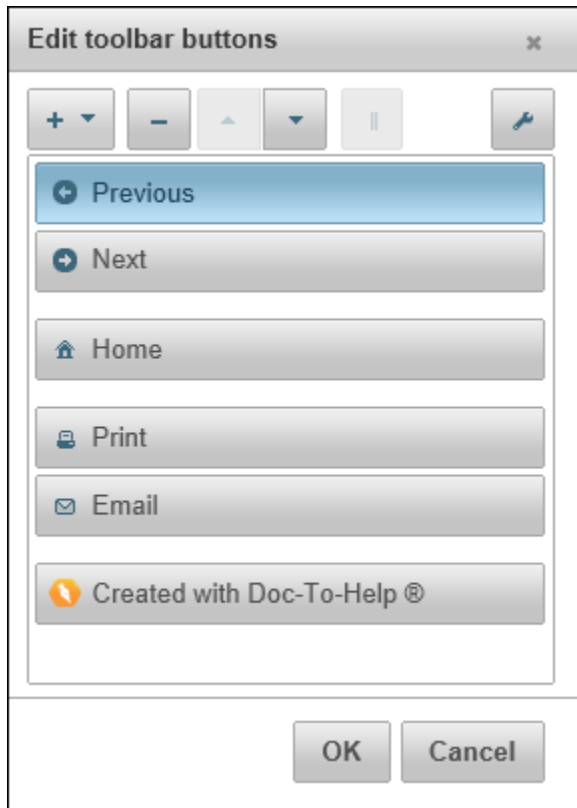 Edit toolbar buttons
Previous
Next
Home
Print
Email
Created with Doc-To-Help ®
OK
Cancel